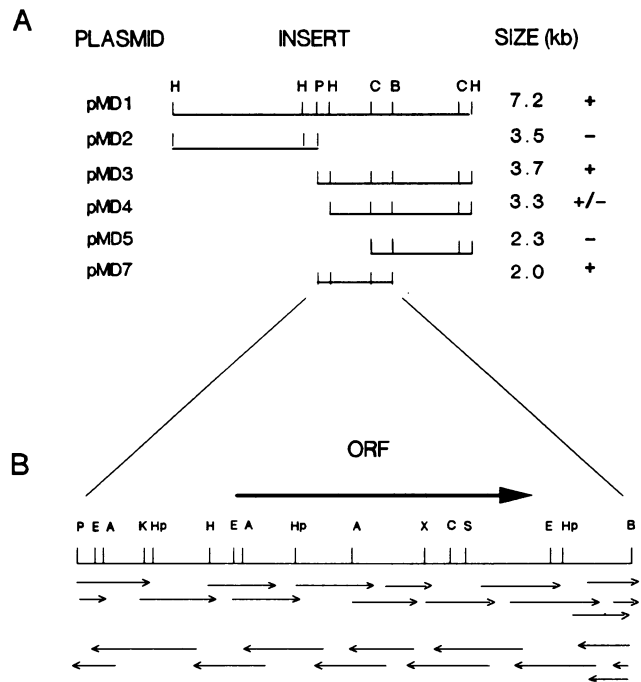 A
PLASMID INSERT SIZE (kb)
H H P H C B C H
pMD1 7.2 +
pMD2 3.5 -
pMD3 3.7 +
pMD4 3.3 +/-
pMD5 2.3 -
pMD7 2.0 +
ORF
B
P E A K Hp H E A Hp A X C S E Hp B